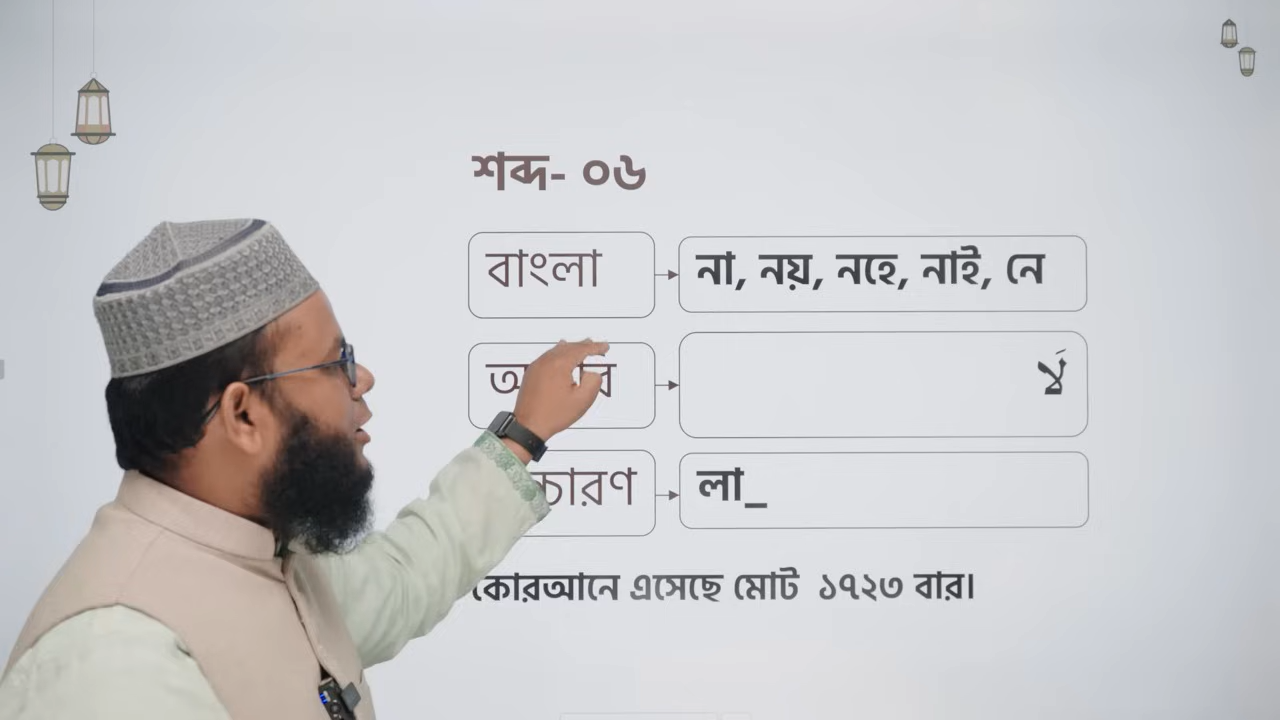 শব্দ- ০৬
বাংলা না, নয়, নহে, নাই, নে
لَا
লা_
কোরআনে এসেছে মোট ১৭২৩ বার।